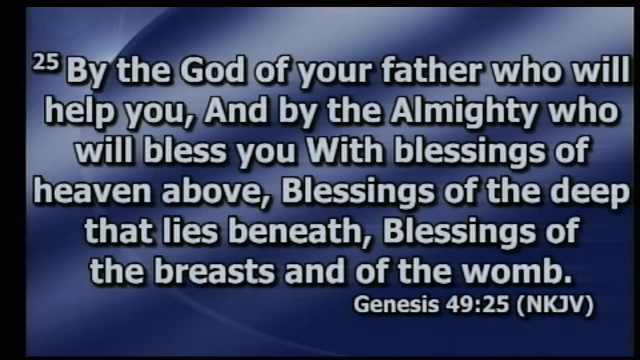 25 By the God of your father who will
help you, And by the Almighty who
will bless you With blessings of
heaven above, Blessings of the deep
that lies beneath, Blessings of
the breasts and of the womb.
Genesis 49:25 (NKJV)